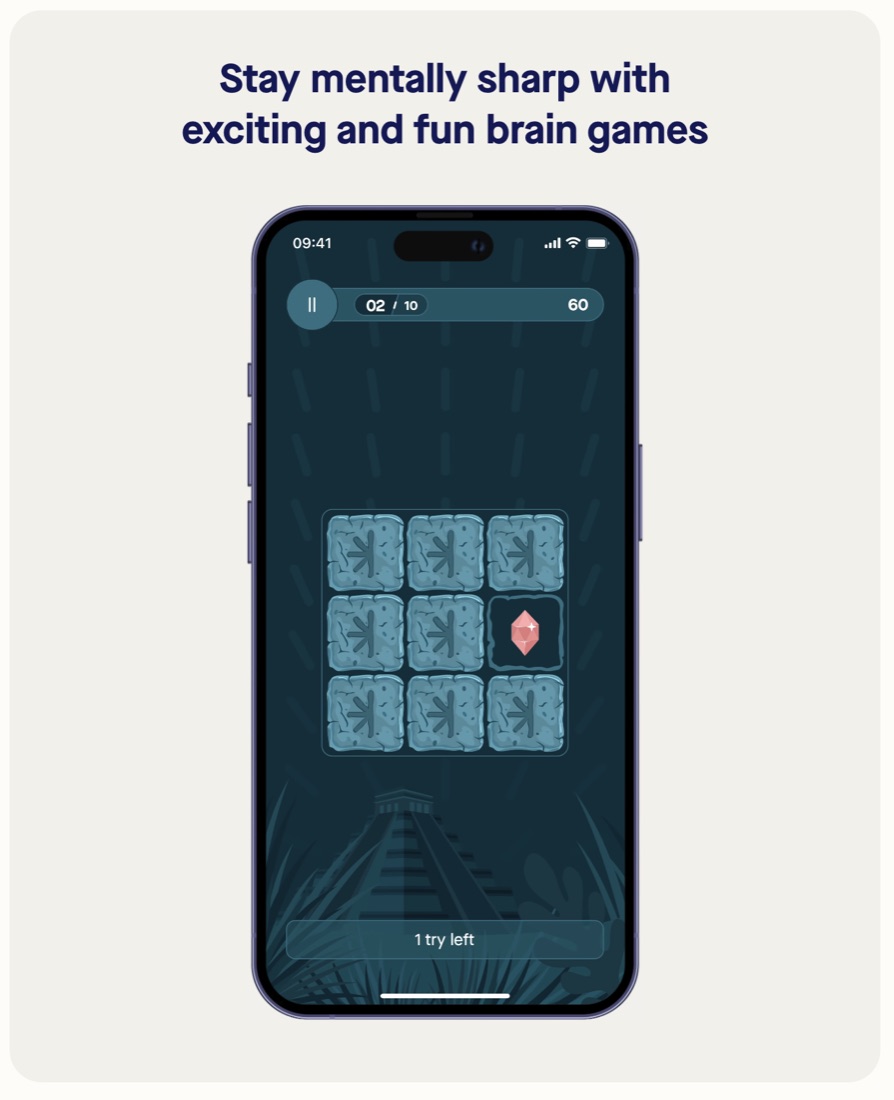 Stay mentally sharp with
exciting and fun brain games
09:41
02 / 10 60
1 try left